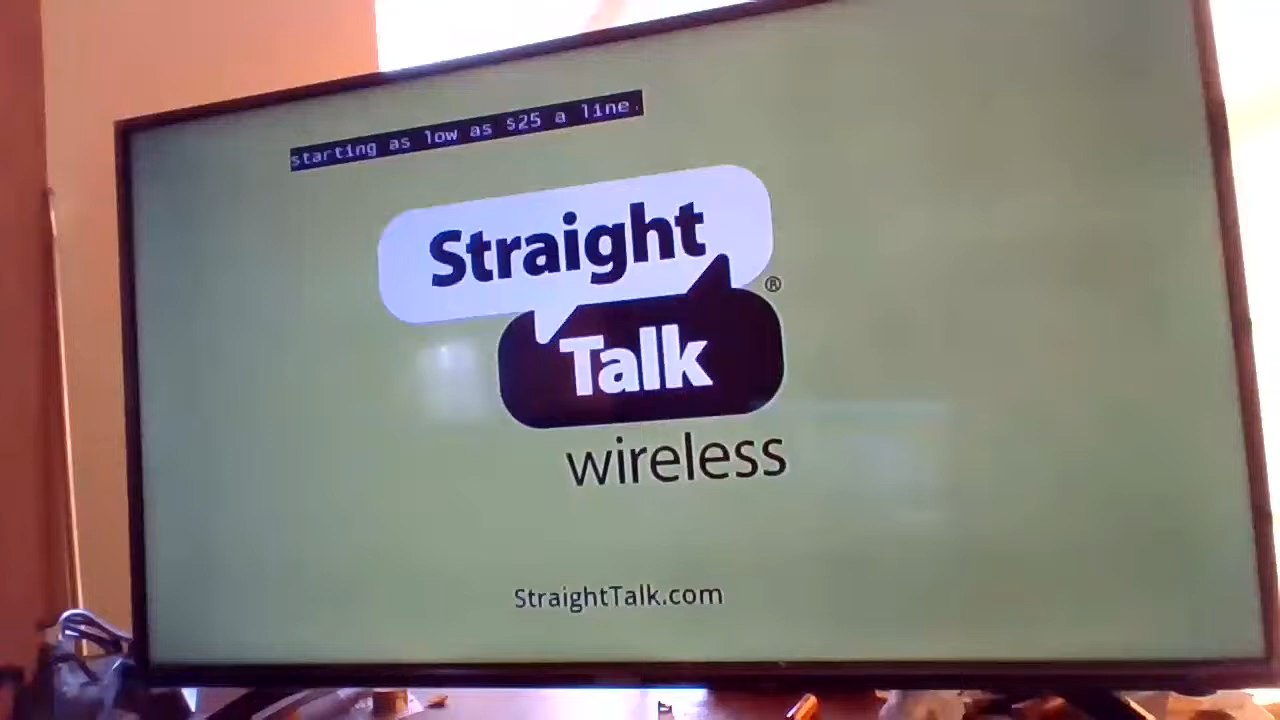 starting as low as $25 a line.
Straight
Talk
®
wireless
StraightTalk.com